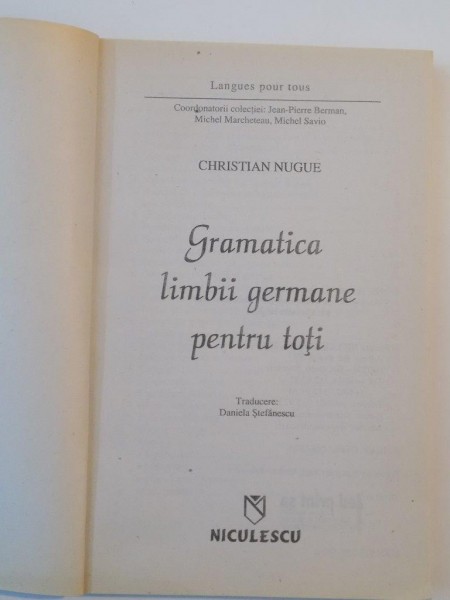 Langues pour tous
Coordonatorii colecției: Jean-Pierre Berman,
Michel Marcheteau, Michel Savio
CHRISTIAN NUGUE
Gramatica
limbii germane
pentru toți
Traducere:
Daniela Ștefănescu
NICULESCU